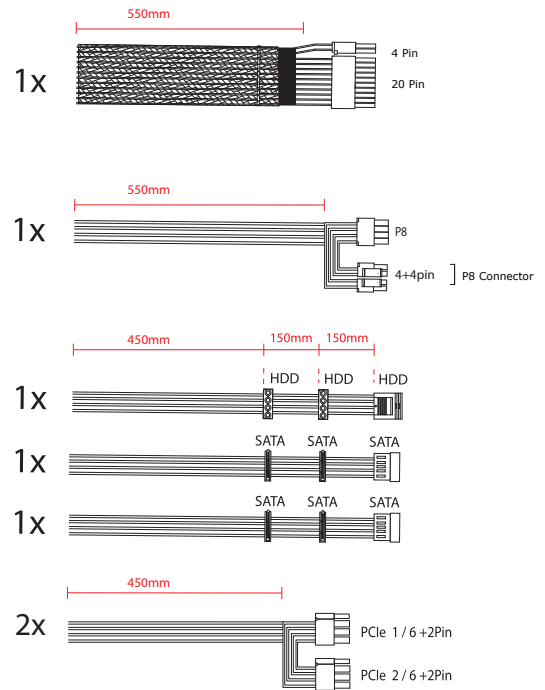 550mm
1x
4 Pin
20 Pin
550mm
1x
P8
4+4pin
P8 Connector
450mm 150mm 150mm
HDD HDD HDD
1x
SATA SATA SATA
1x
SATA SATA SATA
1x
450mm
2x
PCIe 1 / 6 +2Pin
PCIe 2 / 6 +2Pin